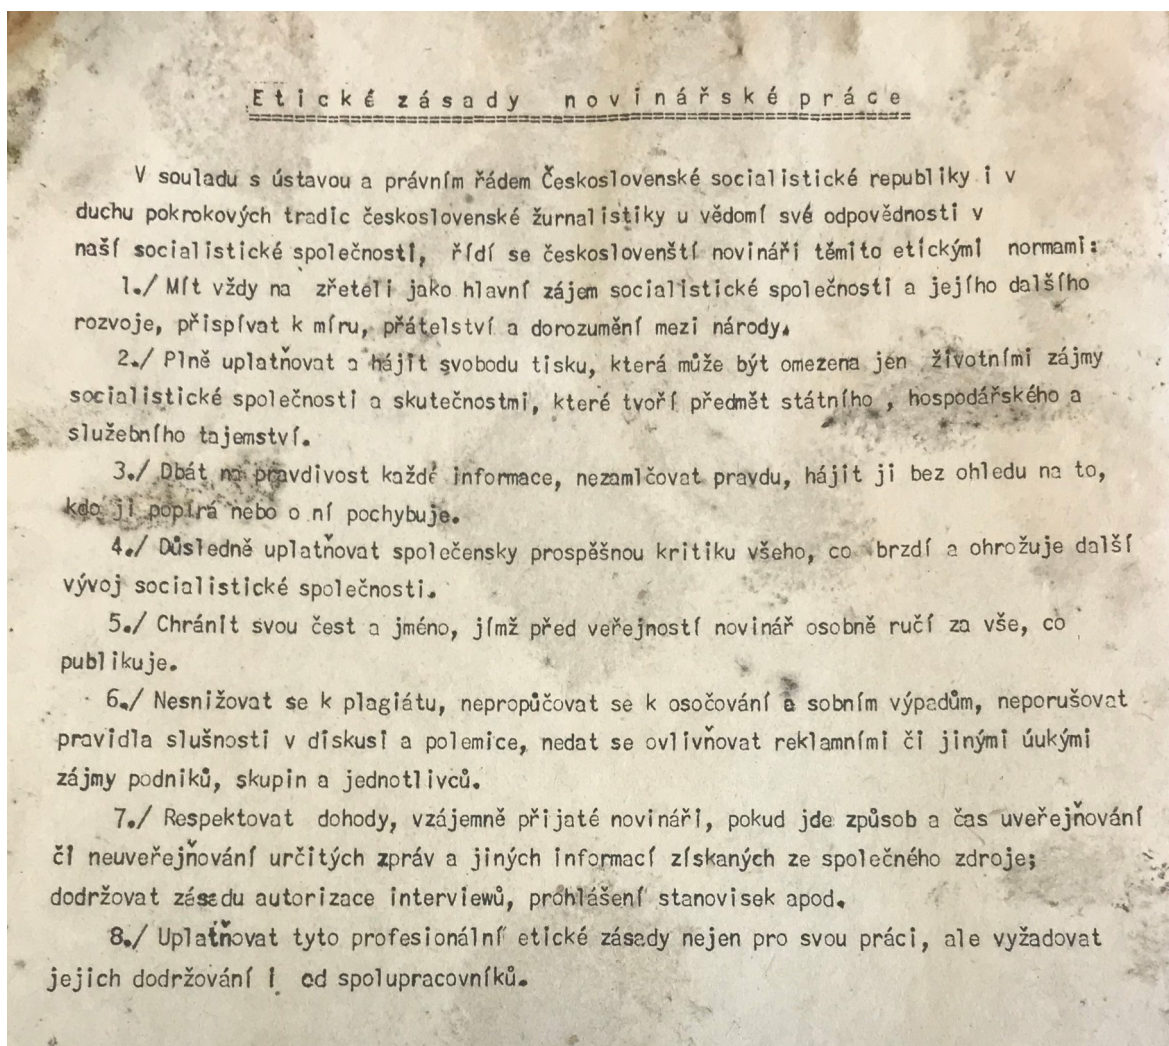 Etické zásady novinářské práce
V souladu s ústavou a právním řádem Československé socialistické republiky i v
duchu pokrokových tradic československé žurnalistiky u vědomí své odpovědnosti v
naší socialistické společnosti, řídí se českoslovenští novináři těmito etickými normami:
1./ Mít vždy na zřeteli jako hlavní zájem socialistické společnosti a jejího dalšího
rozvoje, přispívat k míru, přátelství a dorozumění mezi národy.
2./ Plně uplatňovat a hájit svobodu tisku, která může být omezena jen životními zájmy
socialistické společnosti a skutečnostmi, které tvoří předmět státního , hospodářského a
služebního tajemství.
3./ Dbát na pravdivost každé informace, nezamlčovat pravdu, hájit ji bez ohledu na to,
kdo ji popírá nebo o ní pochybuje.
4./ Důsledně uplatňovat společensky prospěšnou kritiku všeho, co brzdí a ohrožuje další
vývoj socialistické společnosti.
5./ Chránit svou čest a jméno, jímž před veřejností novinář osobně ručí za vše, co
publikuje.
6./ Nesnižovat se k plagiátu, nepropůčovat se k osočování a sobním výpadům, neporušovat
pravidla slušnosti v diskusi a polemice, nedat se ovlivňovat reklamními či jinými úukými
zájmy podniků, skupin a jednotlivců.
7./ Respektovat dohody, vzájemně přijaté novináři, pokud jde způsob a čas uveřejňování
či neuveřejňování určitých zpráv a jiných informací získaných ze společného zdroje;
dodržovat zásadu autorizace interviewů, prohlášení stanovisek apod.
8./ Uplatňovat tyto profesionální etické zásady nejen pro svou práci, ale vyžadovat
jejich dodržování i od spolupracovníků.